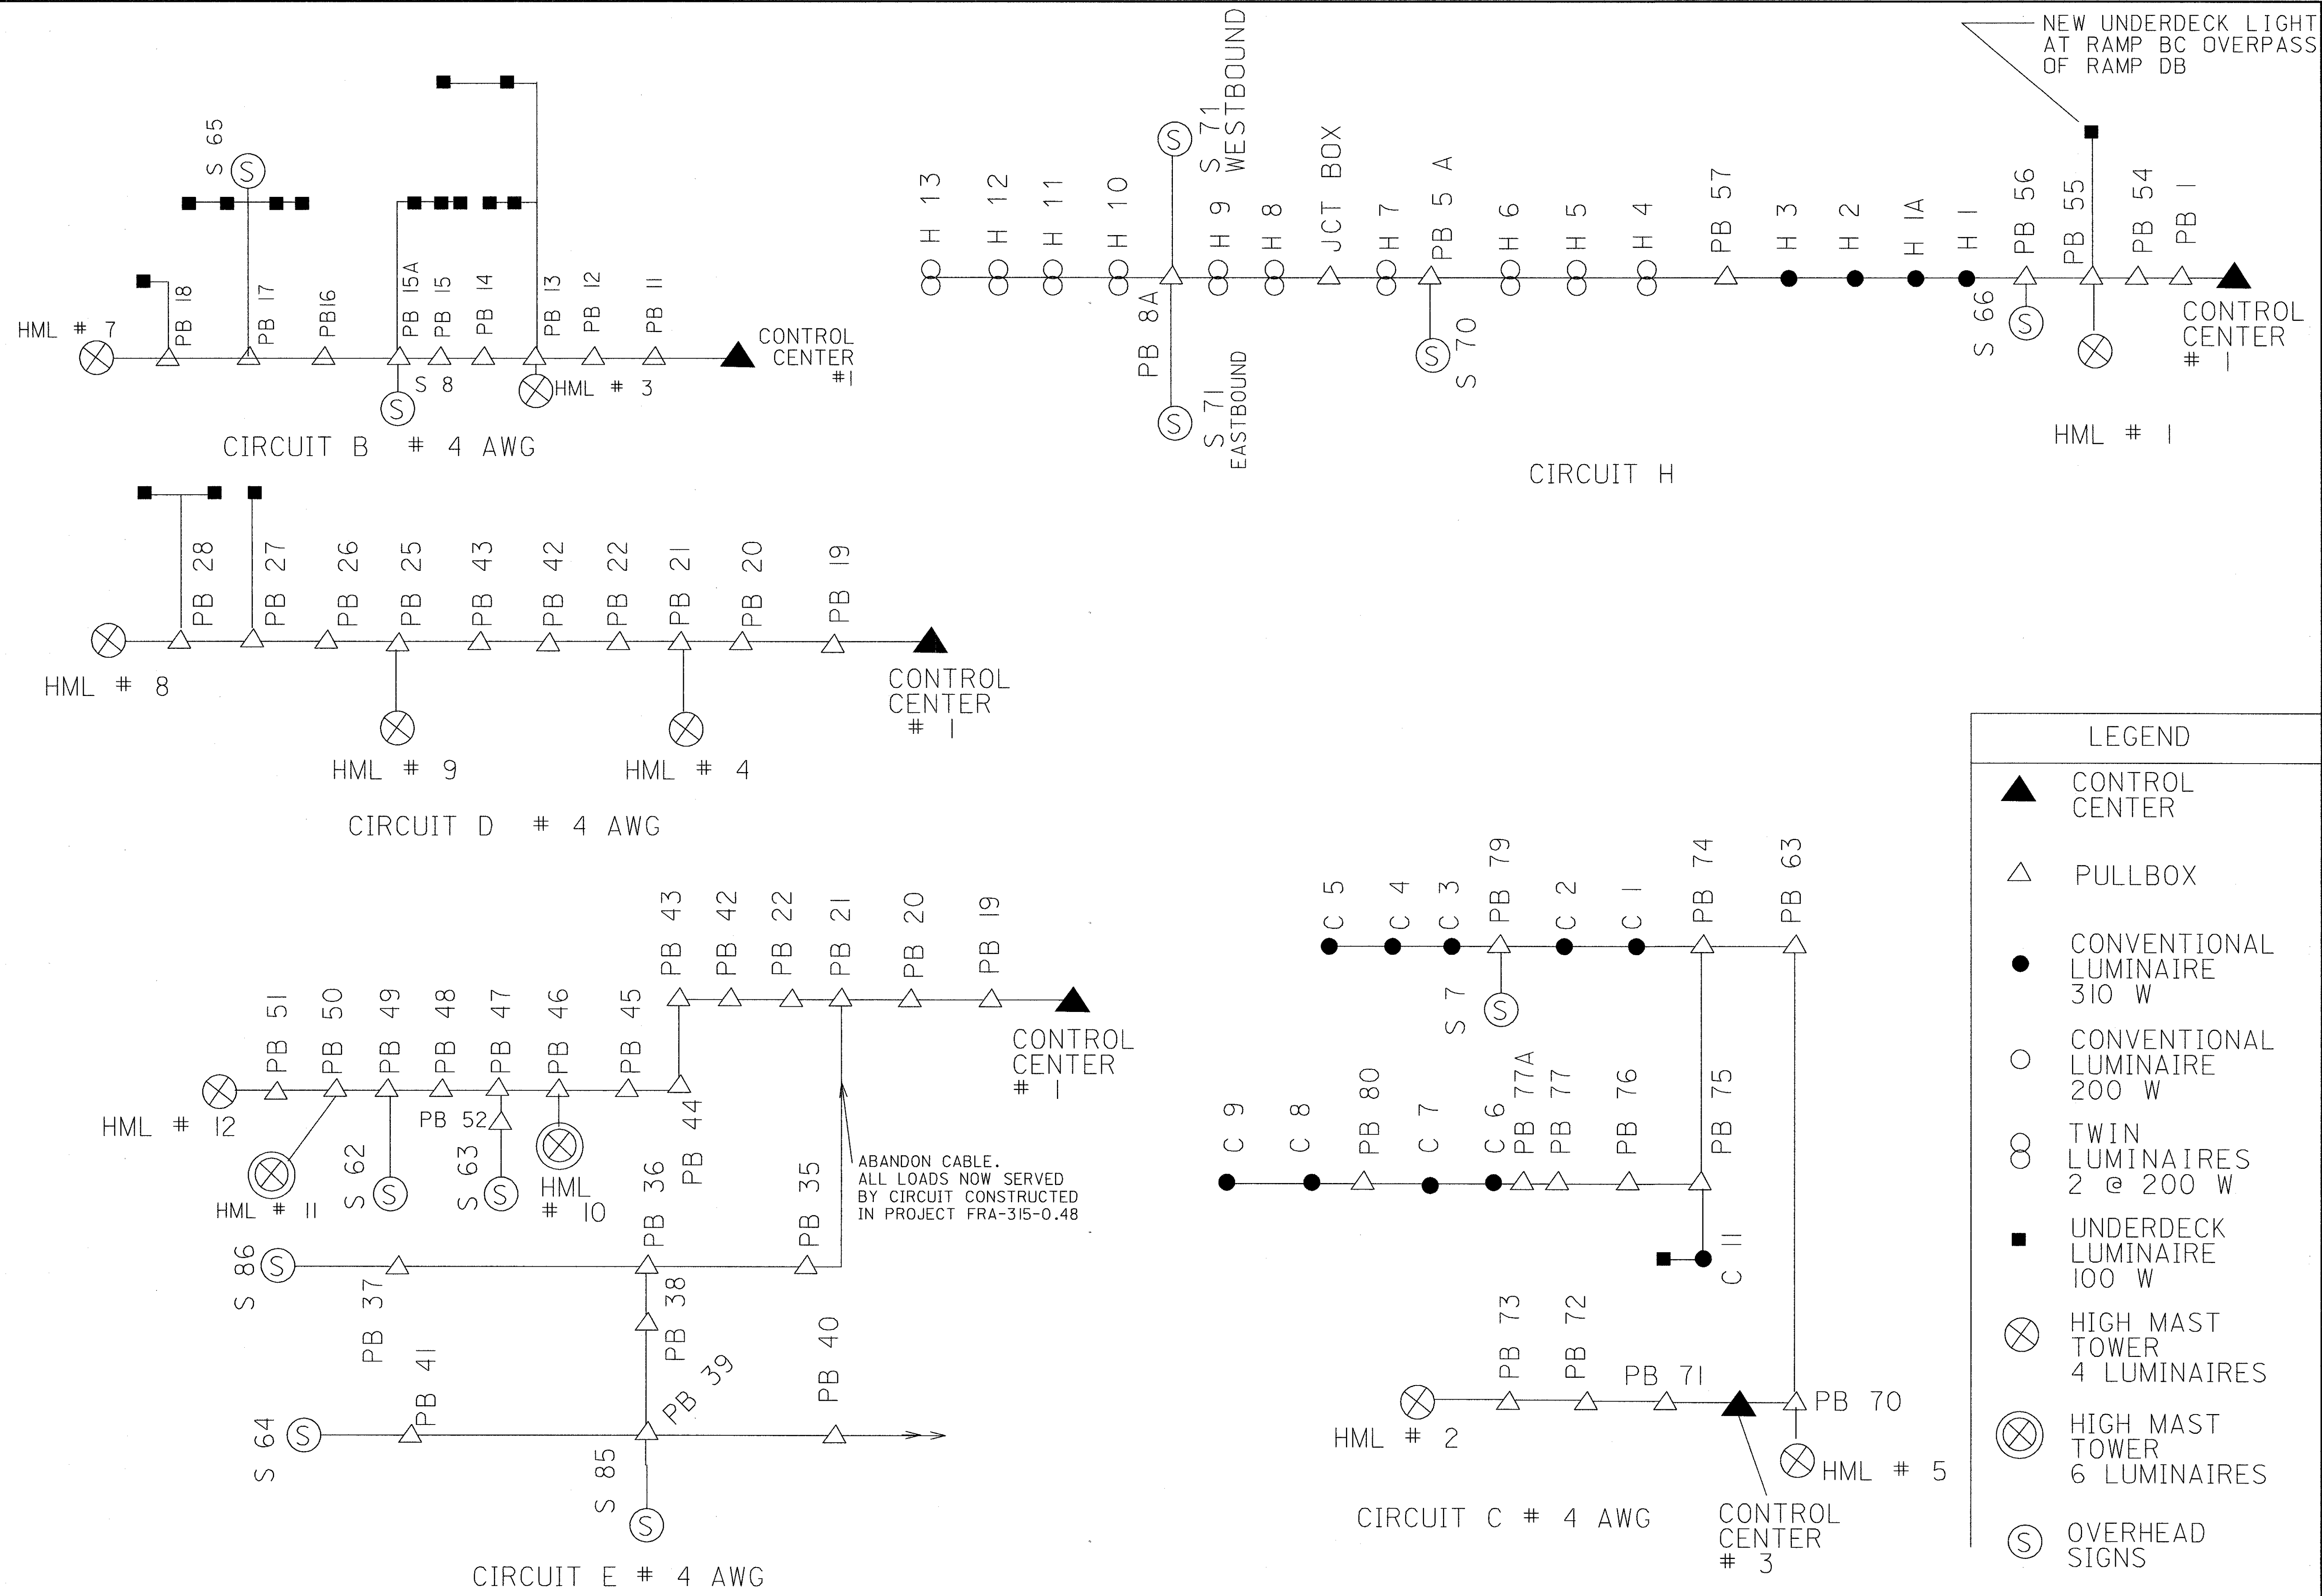 NEW UNDERDECK LIGHT
AT RAMP BC OVERPASS
OF RAMP DB
S 65
HML # 7
PB 18
PB 17
PB16
PB 15A
PB 15
PB 14
PB 13
PB 12
PB 11
S 8
HML # 3
CONTROL
CENTER
#1
CIRCUIT B # 4 AWG
H 13
H 12
H 11
H 10
S 71
WESTBOUND
PB 8A
S 71
EASTBOUND
H 9
H 8
JCT BOX
H 7
PB 5 A
S 70
H 6
H 5
H 4
PB 57
H 3
H 2
H 1A
H 1
S 66
PB 56
PB 55
PB 54
PB 1
CONTROL
CENTER
# 1
HML # 1
CIRCUIT H
PB 28
PB 27
PB 26
PB 25
PB 43
PB 42
PB 22
PB 21
PB 20
PB 19
HML # 8
HML # 9
HML # 4
CONTROL
CENTER
# 1
CIRCUIT D # 4 AWG
PB 43
PB 42
PB 22
PB 21
PB 20
PB 19
CONTROL
CENTER
# 1
PB 51
PB 50
PB 49
PB 48
PB 47
PB 46
PB 45
PB 44
HML # 12
HML # 11
S 62
PB 52
S 63
HML
# 10
ABANDON CABLE.
ALL LOADS NOW SERVED
BY CIRCUIT CONSTRUCTED
IN PROJECT FRA-315-0.48
S 86
PB 37
PB 36
PB 35
PB 38
S 64
PB 41
PB 39
PB 40
S 85
CIRCUIT E # 4 AWG
C 5
C 4
C 3
PB 79
C 2
C 1
PB 74
PB 63
S 7
C 9
C 8
PB 80
C 7
C 6
PB 77A
PB 77
PB 76
PB 75
C 11
PB 73
PB 72
PB 71
PB 70
HML # 2
HML # 5
CIRCUIT C # 4 AWG
CONTROL
CENTER
# 3
LEGEND
CONTROL
CENTER
PULLBOX
CONVENTIONAL
LUMINAIRE
310 W
CONVENTIONAL
LUMINAIRE
200 W
TWIN
LUMINAIRES
2 @ 200 W
UNDERDECK
LUMINAIRE
100 W
HIGH MAST
TOWER
4 LUMINAIRES
HIGH MAST
TOWER
6 LUMINAIRES
S
OVERHEAD
SIGNS